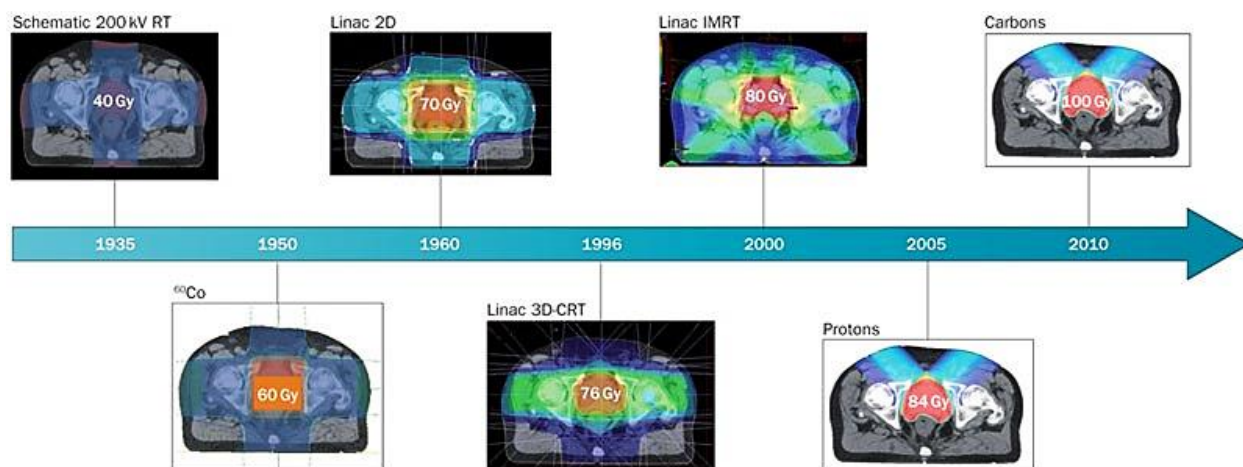 Schematic 200 kV RT
Linac 2D
Linac IMRT
Carbons
40 Gy
70 Gy
80 Gy
100 Gy
1935
1950
1960
1996
2000
2005
2010
⁶⁰Co
Linac 3D-CRT
Protons
60 Gy
76 Gy
84 Gy